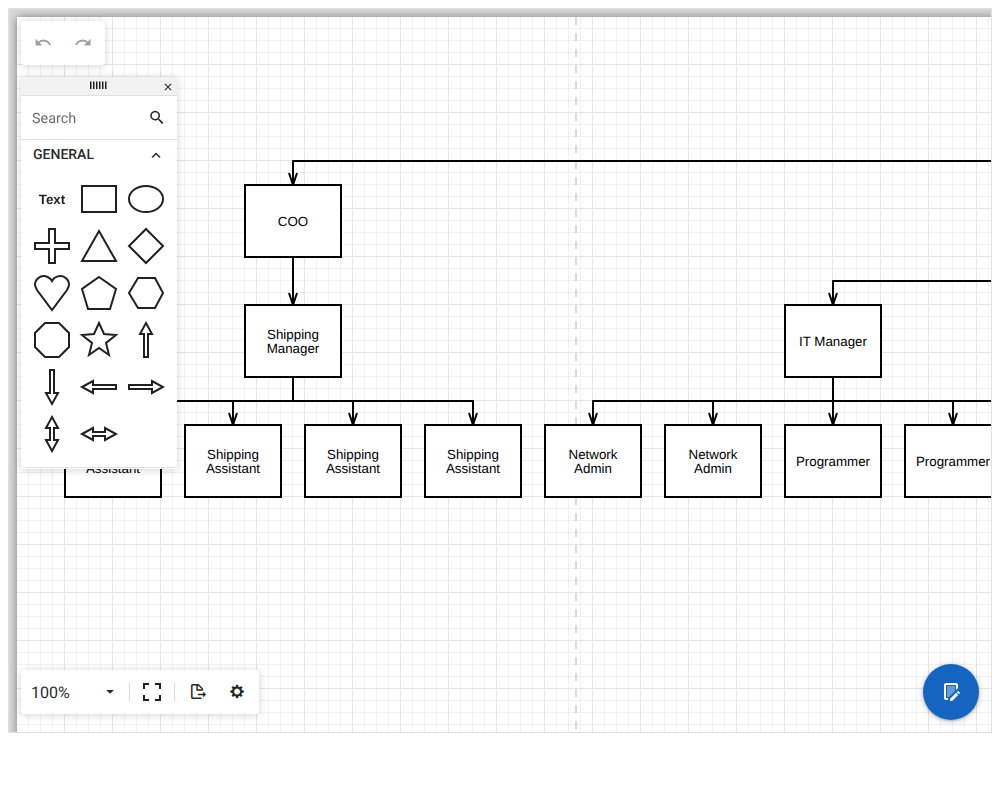 Search
GENERAL
Text
COO
Shipping
Manager
IT Manager
Assistant
Shipping
Assistant
Shipping
Assistant
Shipping
Assistant
Network
Admin
Network
Admin
Programmer
Programmer
100%